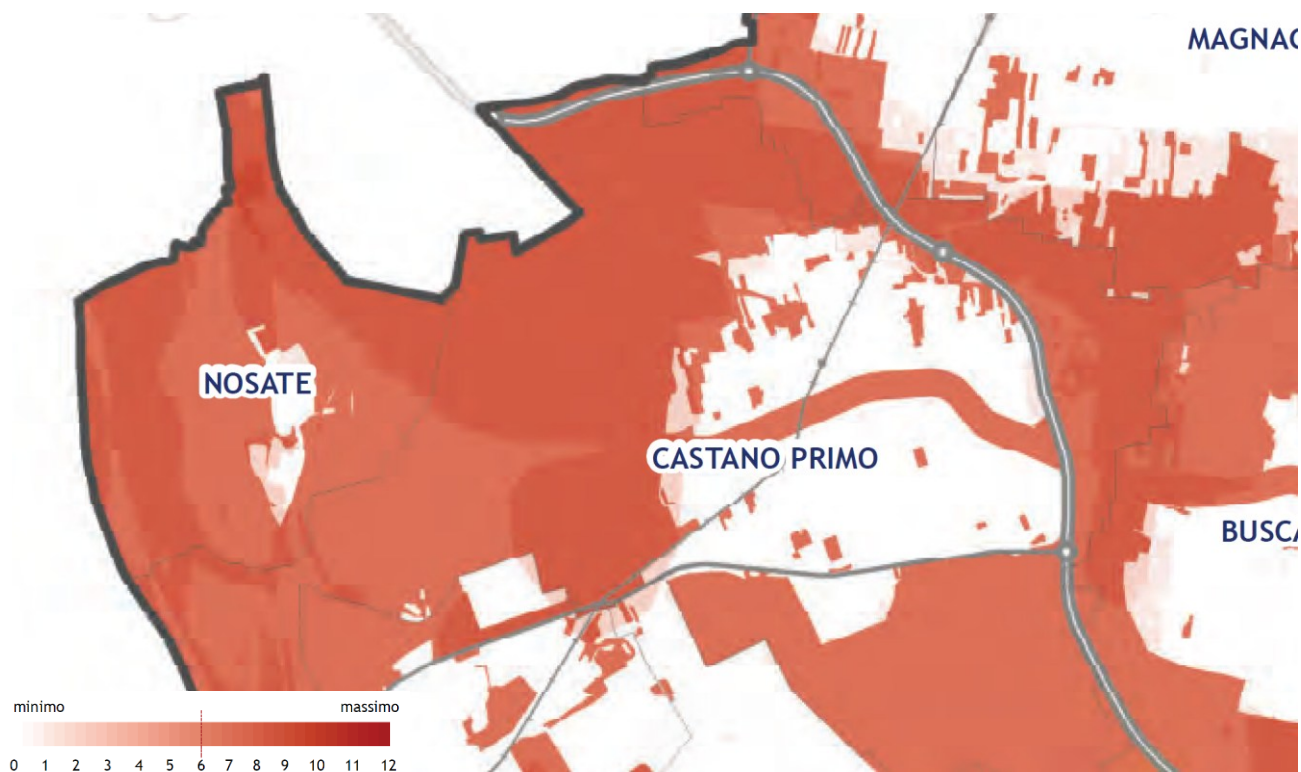 MAGNAG
NOSATE
CASTANO PRIMO
BUSCA
minimo massimo
0 1 2 3 4 5 6 7 8 9 10 11 12